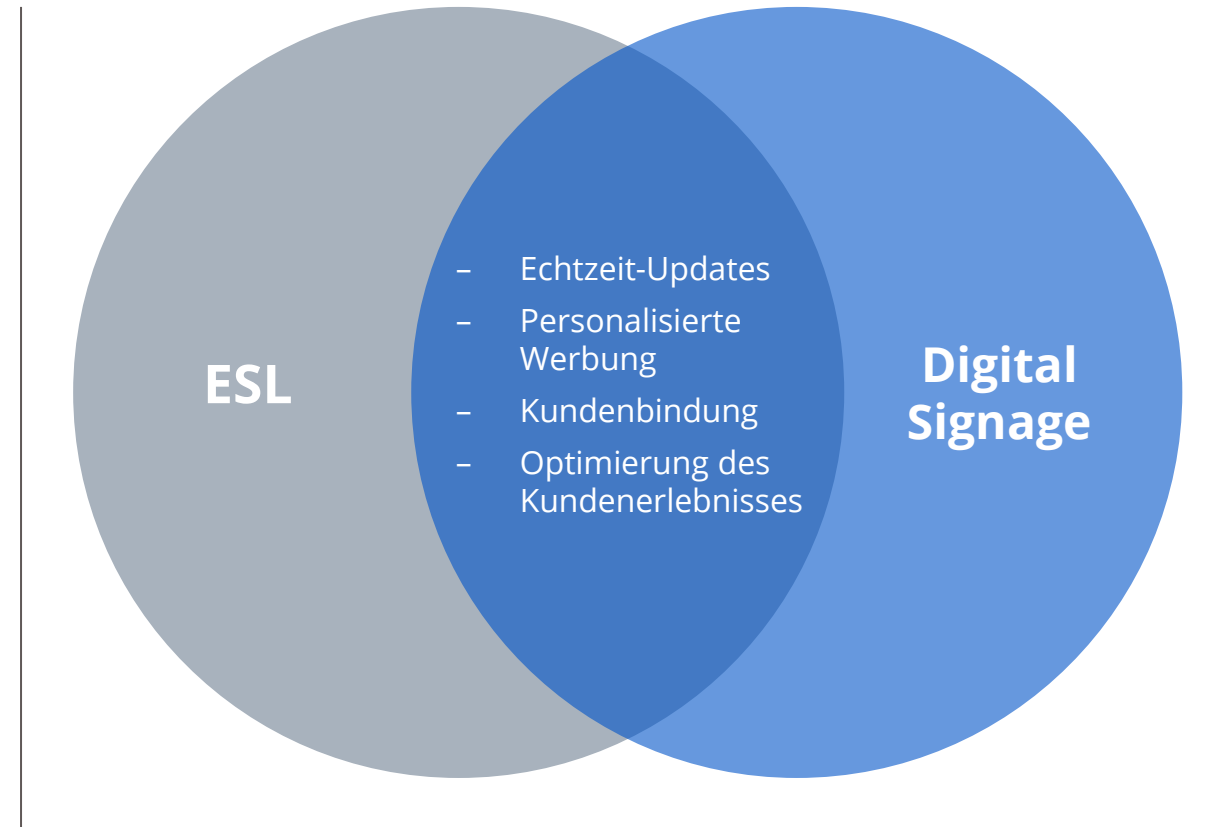 ESL
– Echtzeit-Updates
– Personalisierte
Werbung
– Kundenbindung
– Optimierung des
Kundenerlebnisses
Digital
Signage